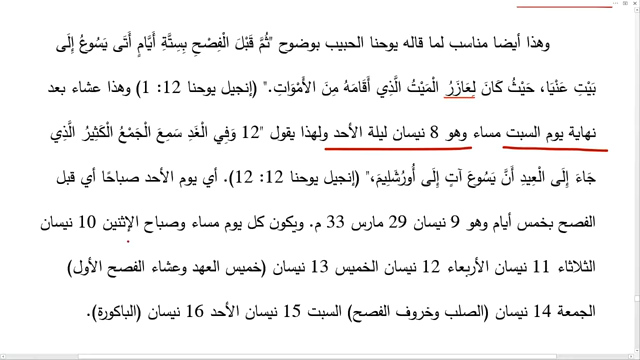 وهذا أيضا مناسب لما قاله يوحنا الحبيب بوضوح "ثُمَّ قَبْلَ الْفِصْحِ بِسِتَّةِ أَيَّامٍ أَتَى يَسُوعُ إِلَى
بَيْتِ عَنْيَا، حَيْثُ كَانَ لِعَازَرُ الْمَيْتُ الَّذِي أَقَامَهُ مِنَ الأَمْوَاتِ." (إنجيل يوحنا 12: 1) وهذا عشاء بعد
نهاية يوم السبت مساء وهو 8 نيسان ليلة الأحد ولهذا يقول "12 وَفِي الْغَدِ سَمِعَ الْجَمْعُ الْكَثِيرُ الَّذِي
جَاءَ إِلَى الْعِيدِ أَنَّ يَسُوعَ آتٍ إِلَى أُورُشَلِيمَ،" (إنجيل يوحنا 12: 12). أي يوم الأحد صباحًا أي قبل
الفصح بخمس أيام وهو 9 نيسان 29 مارس 33 م. ويكون كل يوم مساء وصباح الإثنين 10 نيسان
الثلاثاء 11 نيسان الأربعاء 12 نيسان الخميس 13 نيسان (خميس العهد وعشاء الفصح الأول)
الجمعة 14 نيسان (الصلب وخروف الفصح) السبت 15 نيسان الأحد 16 نيسان (الباكورة).